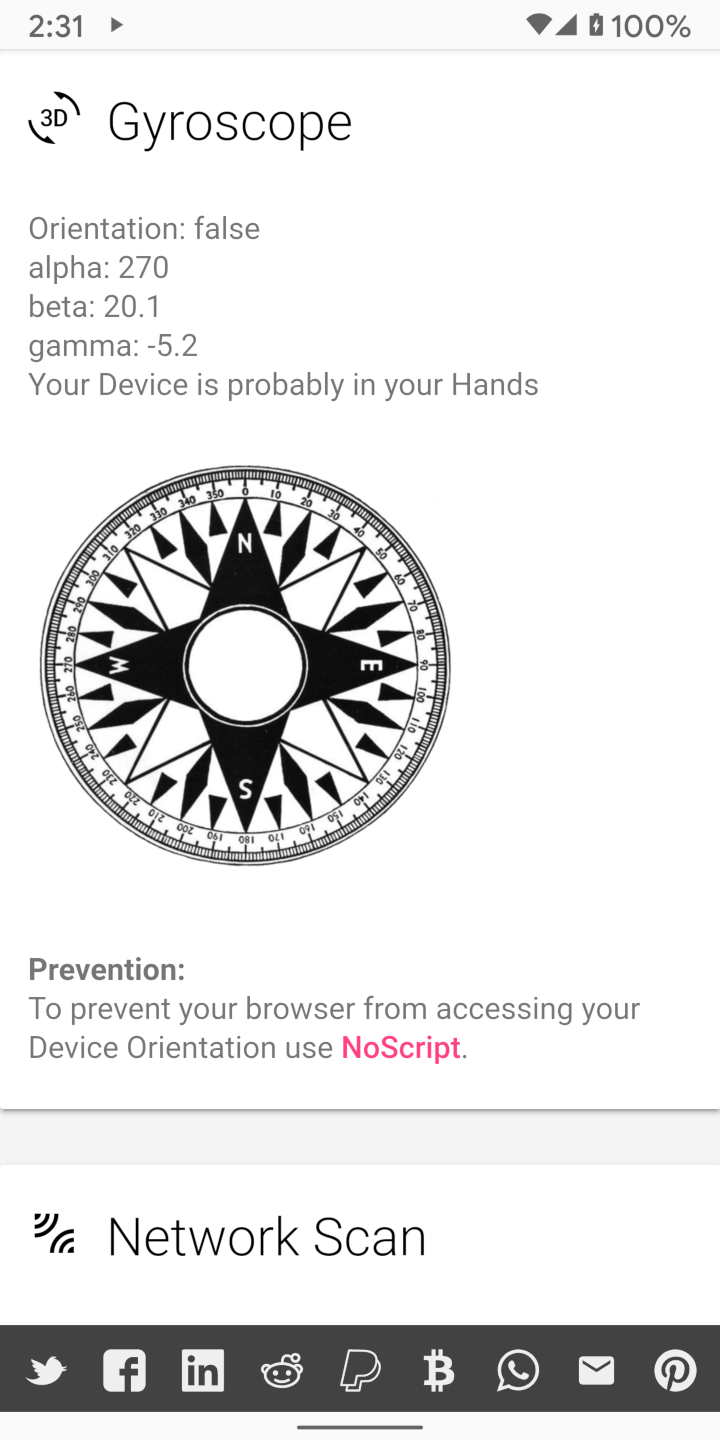 2:31
100%
3D
Gyroscope
Orientation: false
alpha: 270
beta: 20.1
gamma: -5.2
Your Device is probably in your Hands
0 10 20 30 40 50 60 70 80 90 100 110 120 130 140 150 160 170 180 190 200 210 220 230 240 250 260 270 280 290 300 310 320 330 340 350
N
W
E
S
Prevention:
To prevent your browser from accessing your
Device Orientation use NoScript.
Network Scan